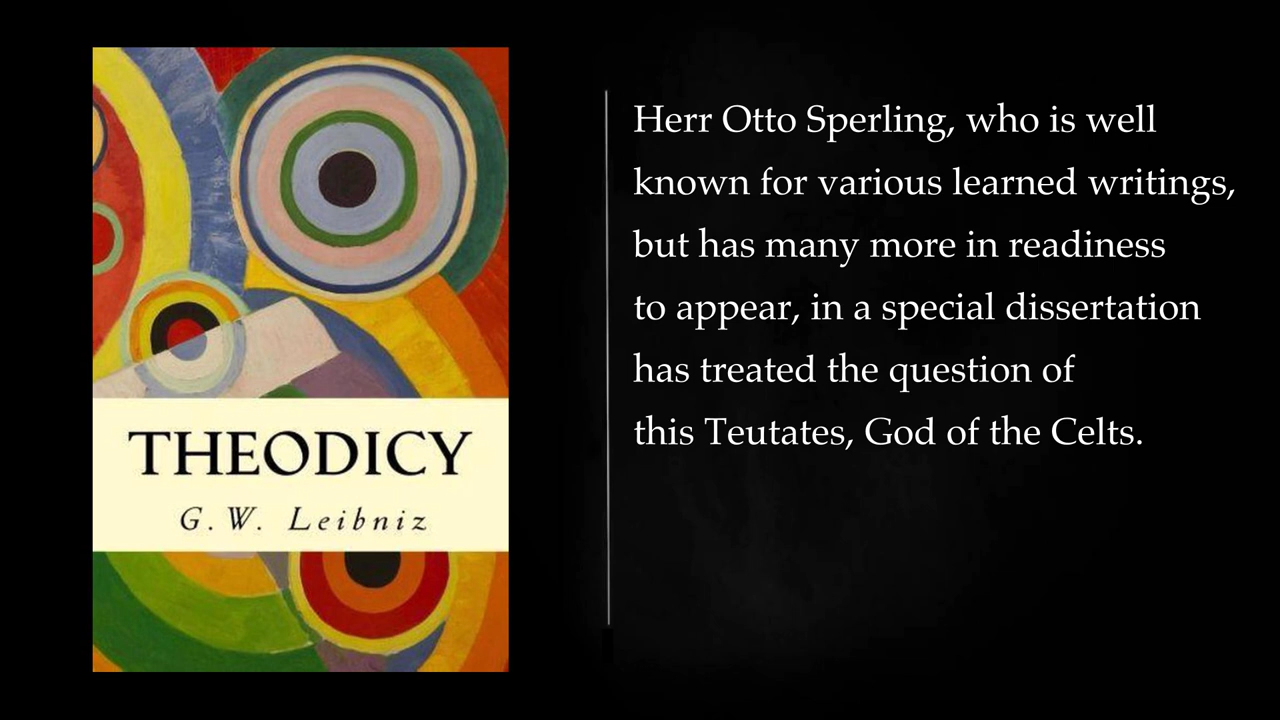 THEODICY
G. W. Leibniz
Herr Otto Sperling, who is well
known for various learned writings,
but has many more in readiness
to appear, in a special dissertation
has treated the question of
this Teutates, God of the Celts.